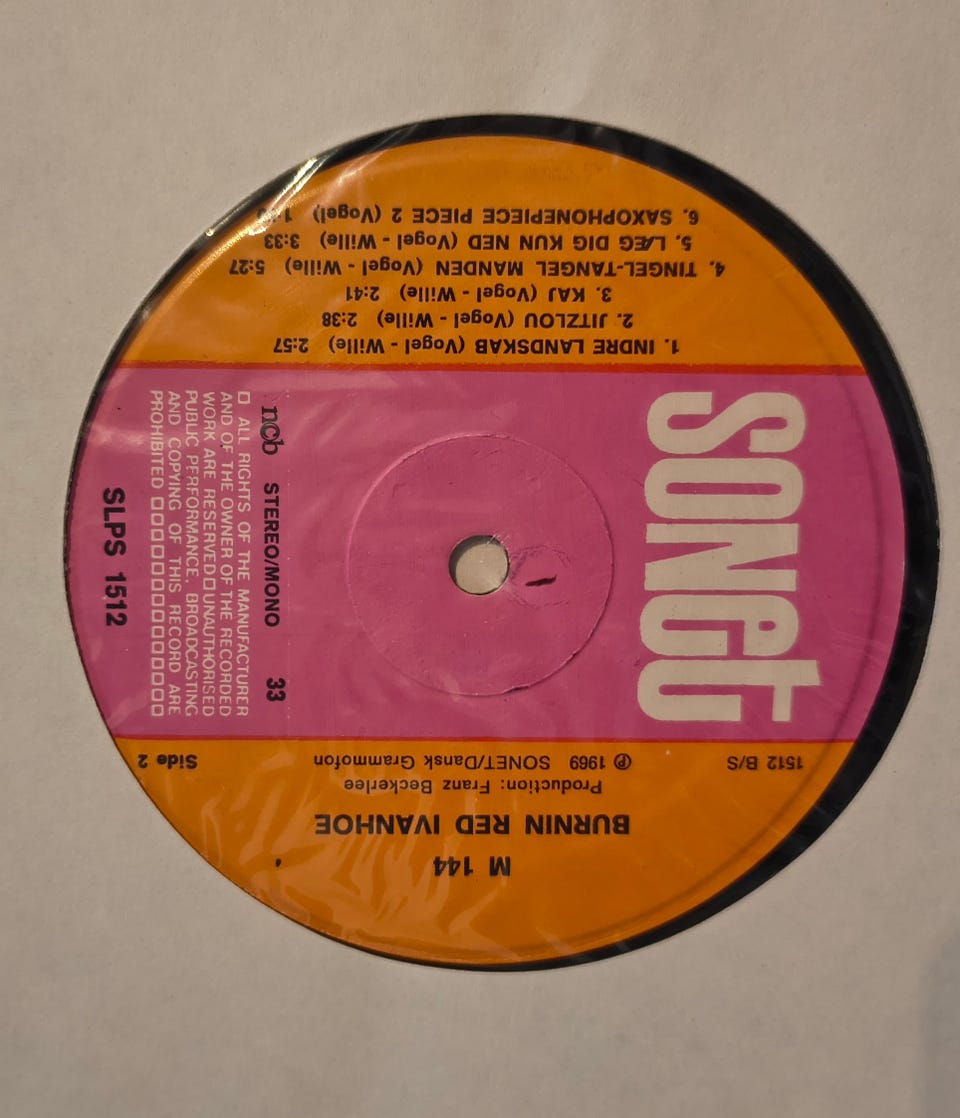 M 144
BURNIN RED IVANHOE
Production: Franz Beckerlee
1512 B/S ℗ 1969 SONET/Dansk Grammofon Side 2
SONET
ncb STEREO/MONO 33
□ ALL RIGHTS OF THE MANUFACTURER
AND OF THE OWNER OF THE RECORDED
WORK ARE RESERVED□UNAUTHORISED
PUBLIC PERFORMANCE, BROADCASTING
AND COPYING OF THIS RECORD ARE
PROHIBITED □□□□□□□□□□□□□
SLPS 1512
1. INDRE LANDSKAB (Vogel - Wille) 2:57
2. JITZLOU (Vogel - Wille) 2:38
3. KAJ (Vogel - Wille) 2:41
4. TINGEL-TANGEL MANDEN (Vogel - Wille) 5:27
5. LÆG DIG KUN NED (Vogel - Wille) 3:33
6. SAXOPHONEPIECE PIECE 2 (Vogel)